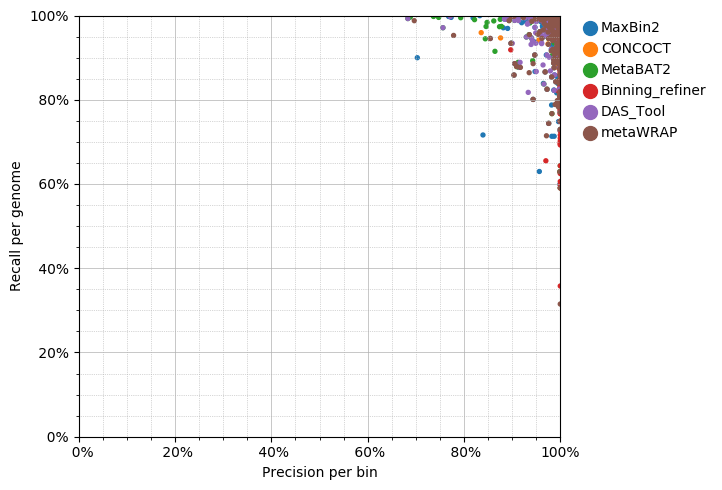 100%
80%
60%
40%
20%
0%
0%
20%
40%
60%
80%
100%
Recall per genome
Precision per bin
MaxBin2
CONCOCT
MetaBAT2
Binning_refiner
DAS_Tool
metaWRAP